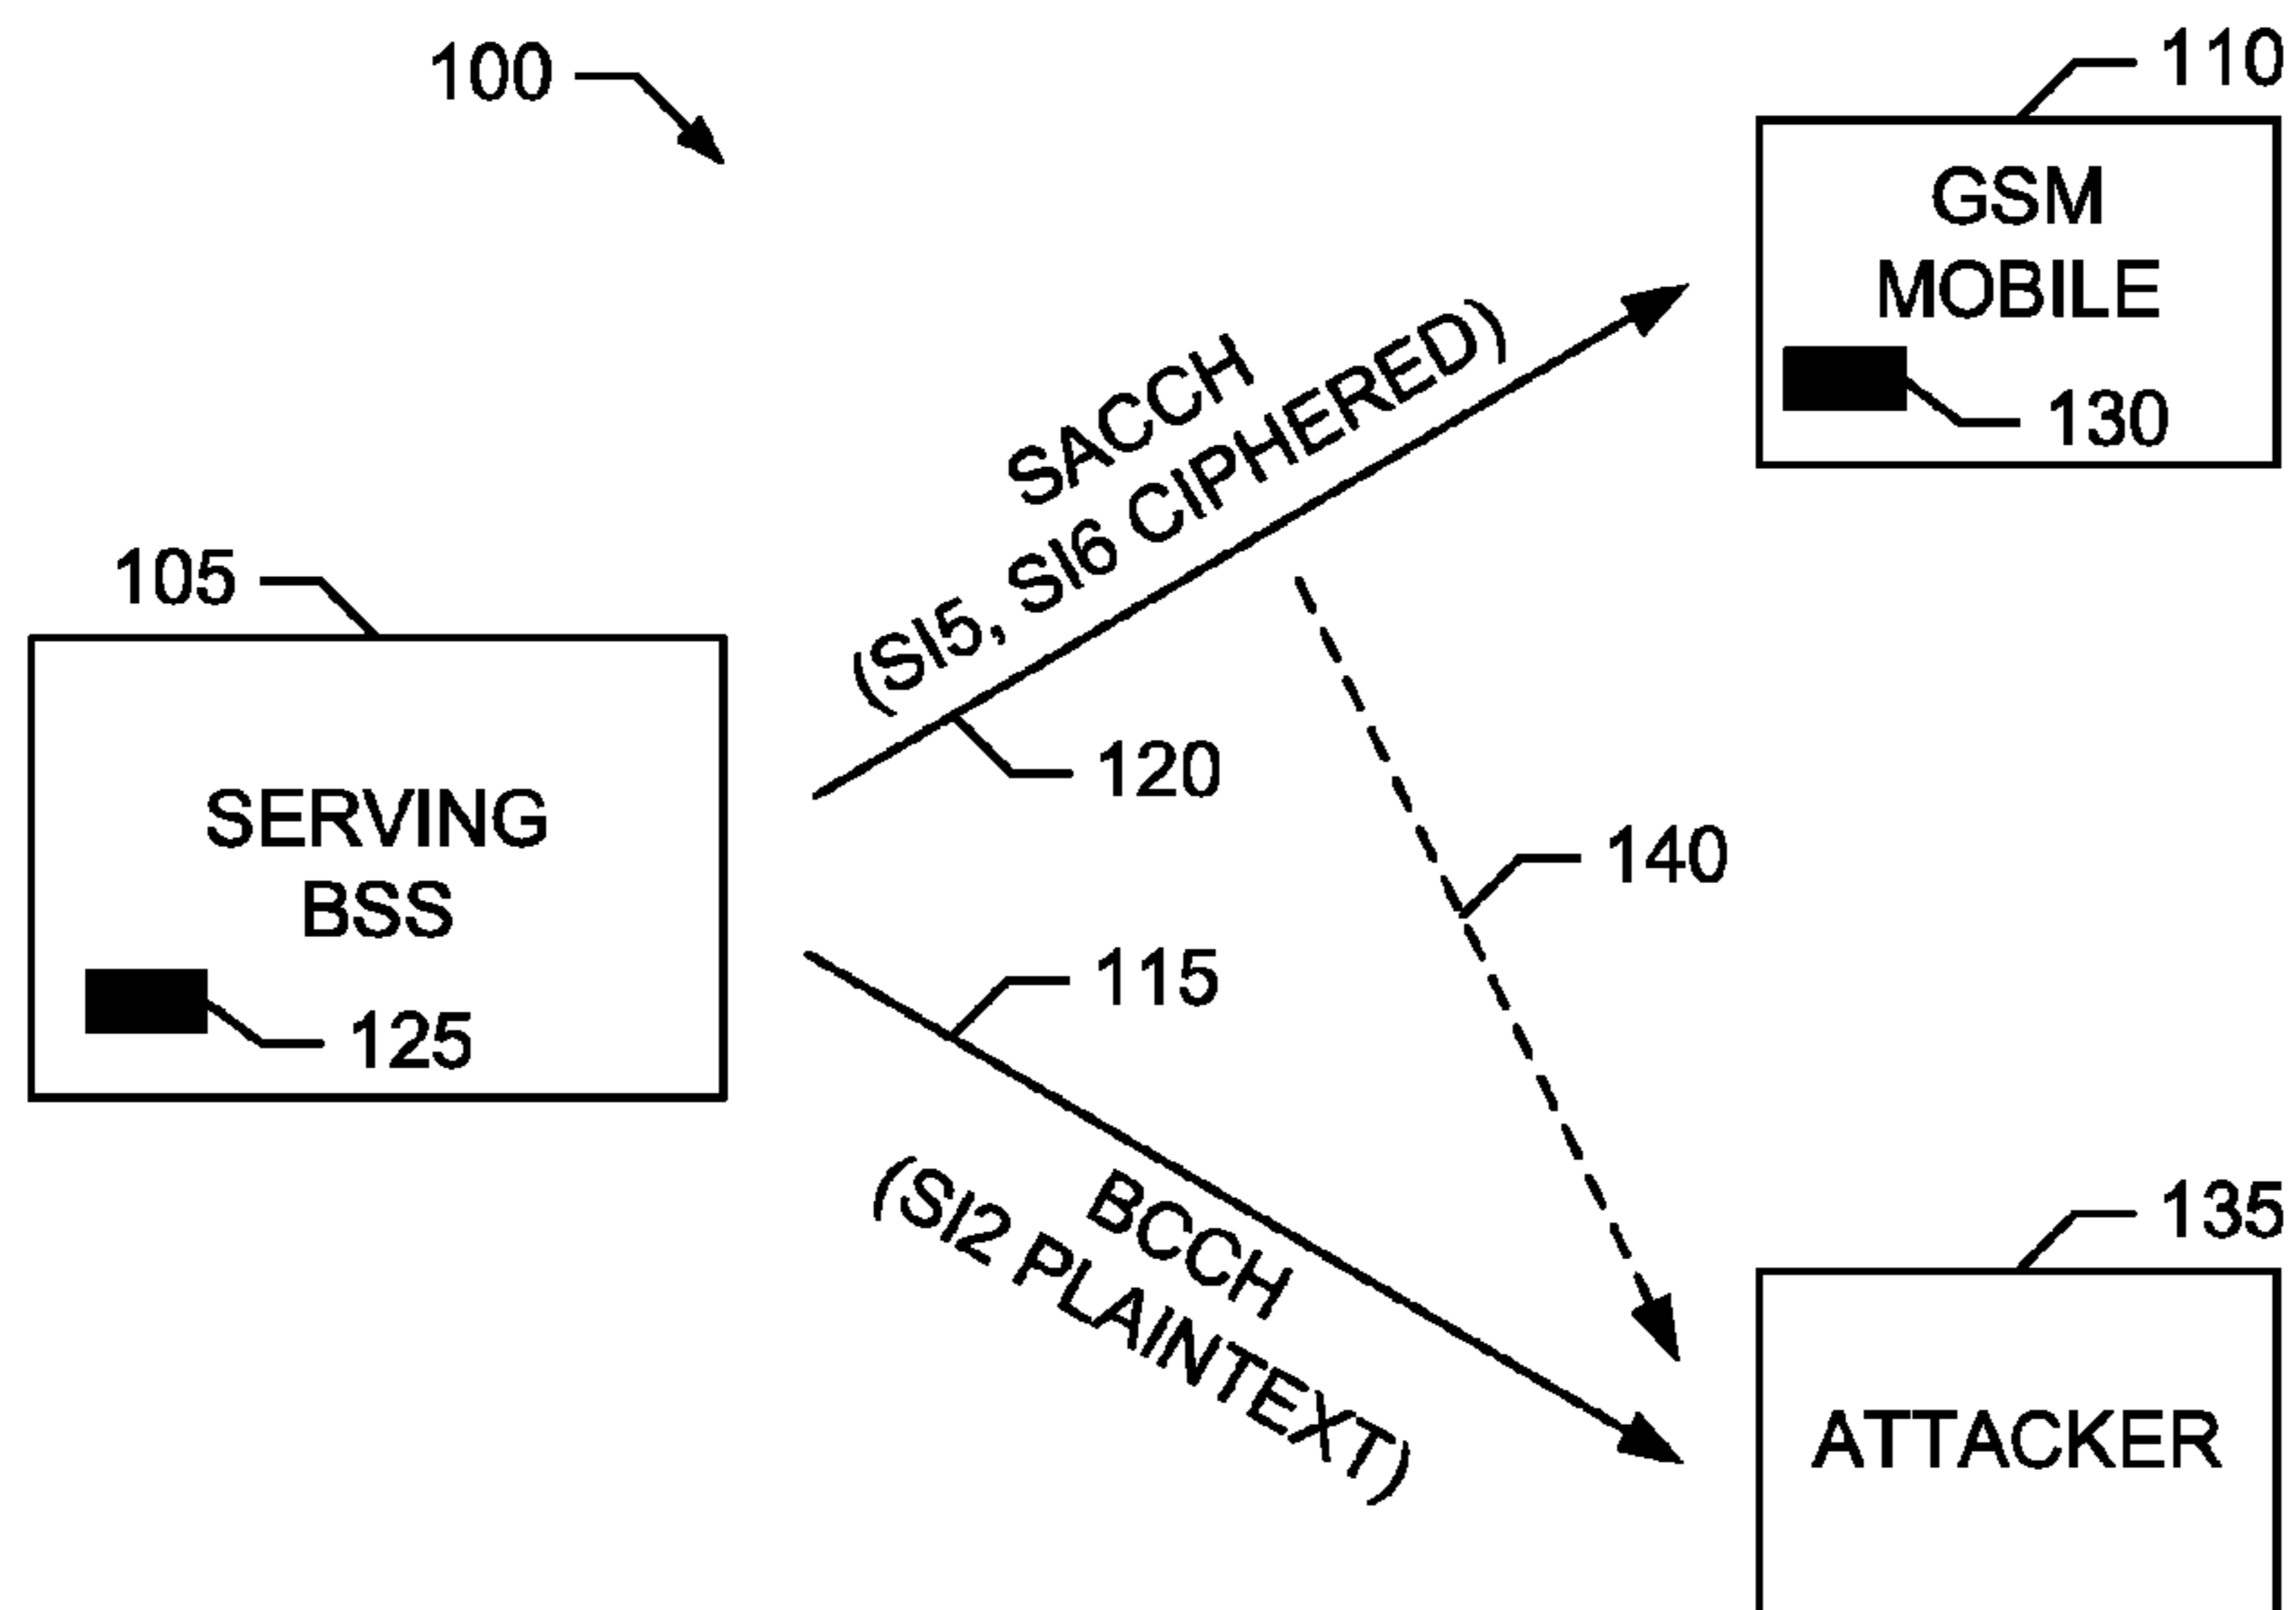 100
110
GSM
MOBILE
130
SACCH
(SI5, SI6 CIPHERED)
105
120
SERVING
BSS
125
140
115
BCCH
(SI2 PLAINTEXT)
135
ATTACKER